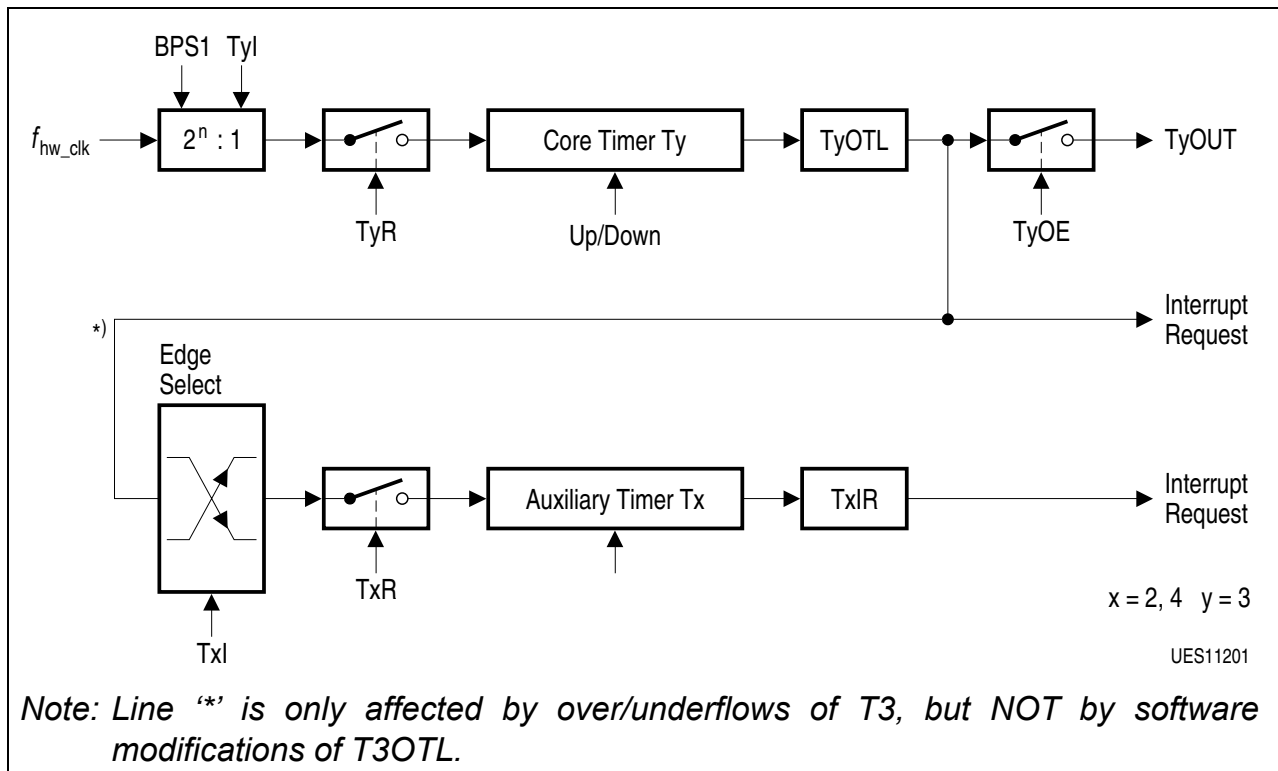 BPS1 TyI
f hw_clk
2ⁿ : 1
Core Timer Ty
TyOTL
TyOUT
TyR
Up/Down
TyOE
*)
Interrupt
Request
Edge
Select
Auxiliary Timer Tx
TxIR
Interrupt
Request
TxR
x = 2, 4 y = 3
TxI
UES11201
Note: Line ‘*’ is only affected by over/underflows of T3, but NOT by software
modifications of T3OTL.